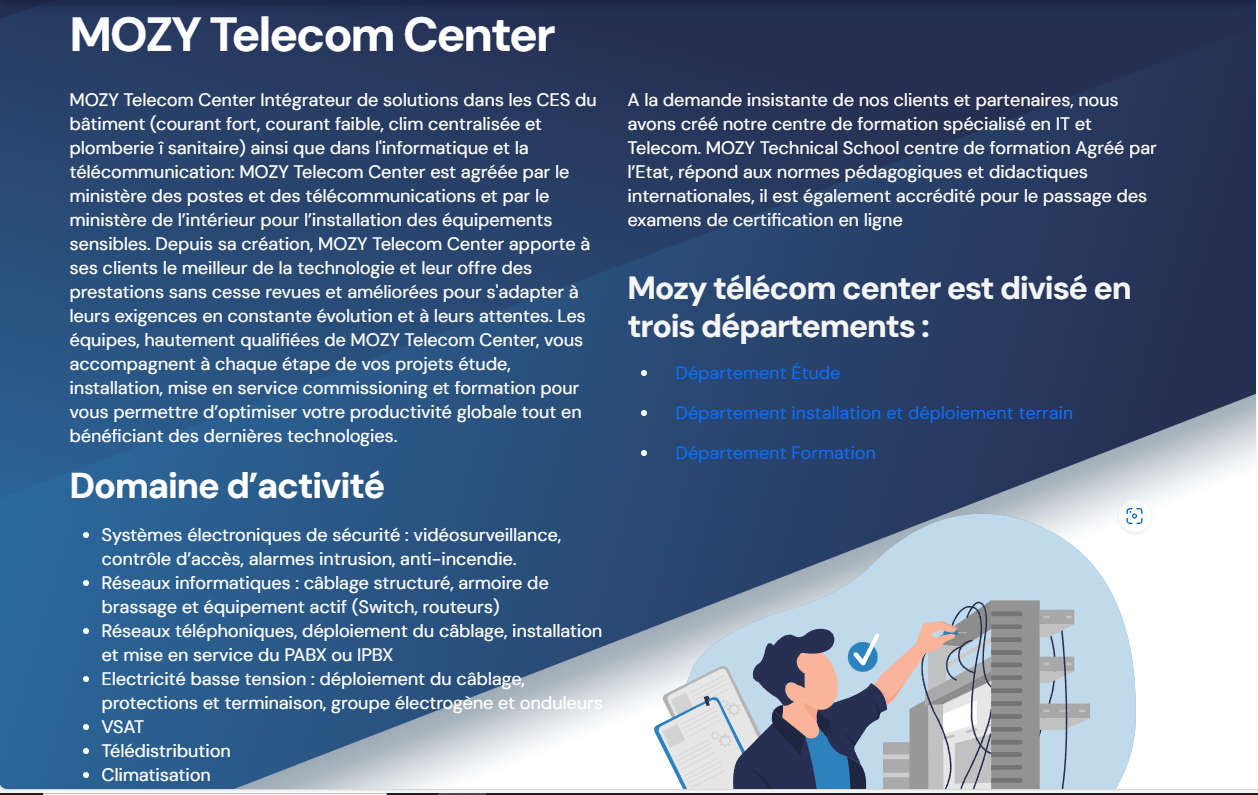 MOZY Telecom Center
MOZY Telecom Center Intégrateur de solutions dans les CES du
bâtiment (courant fort, courant faible, clim centralisée et
plomberie î sanitaire) ainsi que dans l'informatique et la
télécommunication: MOZY Telecom Center est agréée par le
ministère des postes et des télécommunications et par le
ministère de l’intérieur pour l’installation des équipements
sensibles. Depuis sa création, MOZY Telecom Center apporte à
ses clients le meilleur de la technologie et leur offre des
prestations sans cesse revues et améliorées pour s'adapter à
leurs exigences en constante évolution et à leurs attentes. Les
équipes, hautement qualifiées de MOZY Telecom Center, vous
accompagnent à chaque étape de vos projets étude,
installation, mise en service commissioning et formation pour
vous permettre d’optimiser votre productivité globale tout en
bénéficiant des dernières technologies.
Domaine d’activité
• Systèmes électroniques de sécurité : vidéosurveillance,
contrôle d’accès, alarmes intrusion, anti-incendie.
• Réseaux informatiques : câblage structuré, armoire de
brassage et équipement actif (Switch, routeurs)
• Réseaux téléphoniques, déploiement du câblage, installation
et mise en service du PABX ou IPBX
• Electricité basse tension : déploiement du câblage,
protections et terminaison, groupe électrogène et onduleurs
• VSAT
• Télédistribution
• Climatisation
A la demande insistante de nos clients et partenaires, nous
avons créé notre centre de formation spécialisé en IT et
Telecom. MOZY Technical School centre de formation Agréé par
l’Etat, répond aux normes pédagogiques et didactiques
internationales, il est également accrédité pour le passage des
examens de certification en ligne
Mozy télécom center est divisé en
trois départements :
• Département Étude
• Département installation et déploiement terrain
• Département Formation